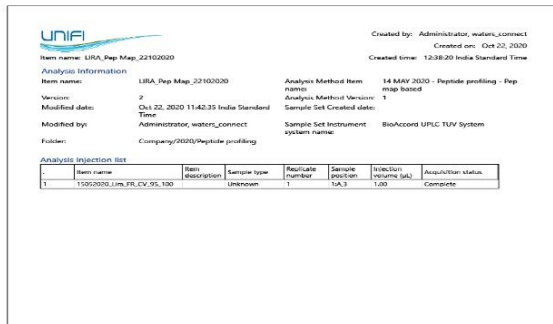 UNIFI
Created by: Administrator, waters_connect
Created on: Oct 22, 2020
Item name: LIRA_Pep Map_22102020
Created time: 12:38:20 India Standard Time
Analysis Information
Item name: LIRA_Pep Map_22102020
Analysis Method Item name: 14 MAY 2020 - Peptide profiling - Pep map based
Version: 2
Analysis Method Version: 1
Modified date: Oct 22, 2020 11:42:35 India Standard Time
Sample Set Created date:
Modified by: Administrator, waters_connect
Sample Set Instrument system name: BioAccord UPLC TUV System
Folder: Company/2020/Peptide profiling
Analysis Injection list
. Item name Item description Sample type Replicate number Sample position Injection volume (µL) Acquisition status
1 15052020_Lira_FR_CV_95_100 Unknown 1 1:A,3 1.00 Complete